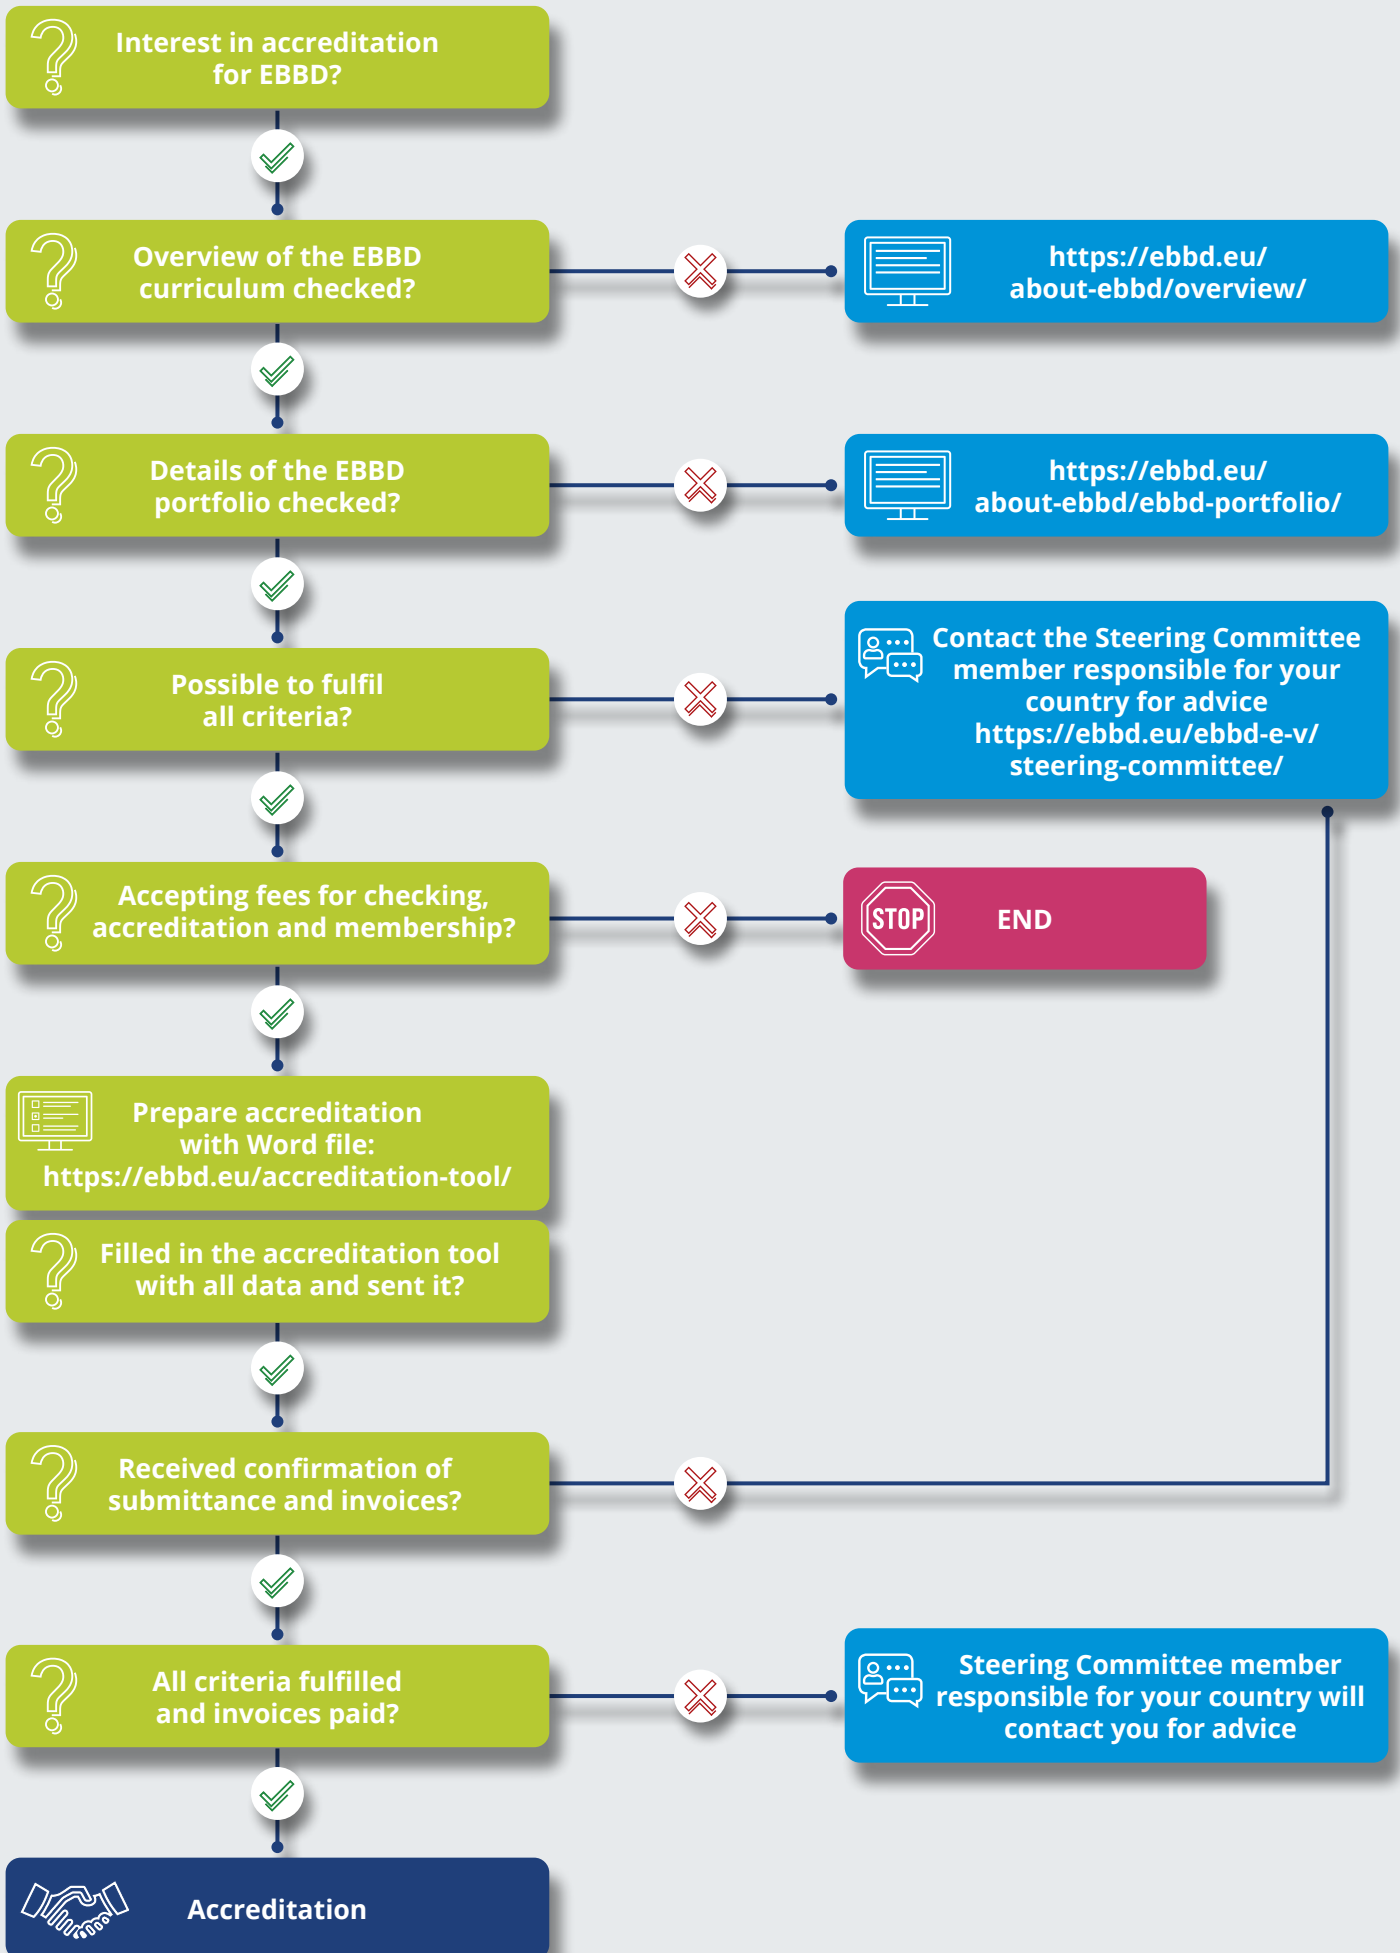 Interest in accreditation
for EBBD?
Overview of the EBBD
curriculum checked?
https://ebbd.eu/
about-ebbd/overview/
Details of the EBBD
portfolio checked?
https://ebbd.eu/
about-ebbd/ebbd-portfolio/
Possible to fulfil
all criteria?
Contact the Steering Committee
member responsible for your
country for advice
https://ebbd.eu/ebbd-e-v/
steering-committee/
Accepting fees for checking,
accreditation and membership?
STOP
END
Prepare accreditation
with Word file:
https://ebbd.eu/accreditation-tool/
Filled in the accreditation tool
with all data and sent it?
Received confirmation of
submittance and invoices?
All criteria fulfilled
and invoices paid?
Steering Committee member
responsible for your country will
contact you for advice
Accreditation